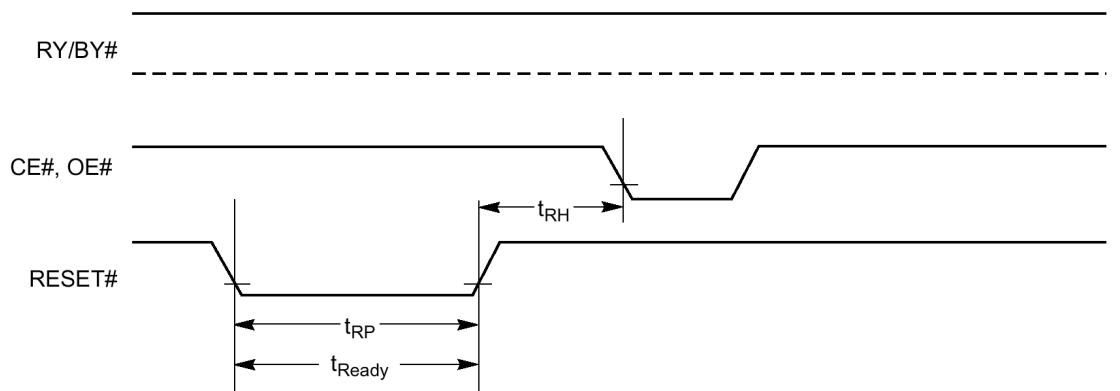 RY/BY#
CE#, OE#
tRH
RESET#
tRP
tReady